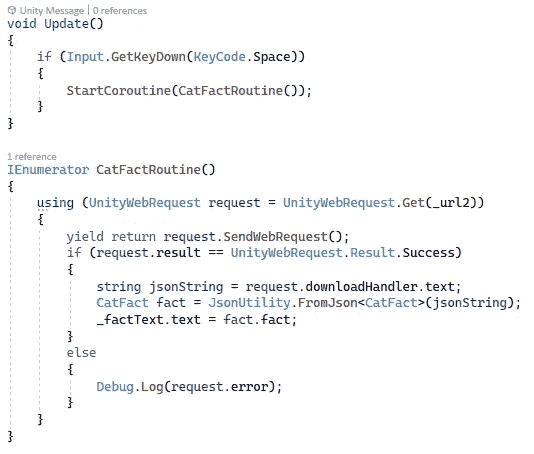 Unity Message | 0 references
void Update()
{
if (Input.GetKeyDown(KeyCode.Space))
{
StartCoroutine(CatFactRoutine());
}
}
1 reference
IEnumerator CatFactRoutine()
{
using (UnityWebRequest request = UnityWebRequest.Get(_url2))
{
yield return request.SendWebRequest();
if (request.result == UnityWebRequest.Result.Success)
{
string jsonString = request.downloadHandler.text;
CatFact fact = JsonUtility.FromJson<CatFact>(jsonString);
_factText.text = fact.fact;
}
else
{
Debug.Log(request.error);
}
}
}